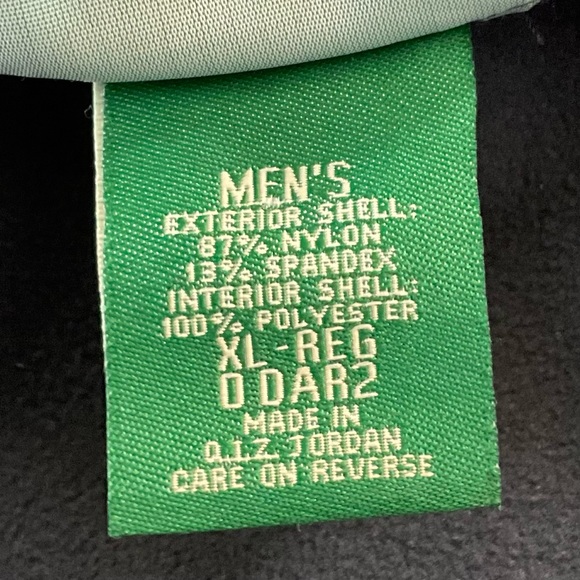 MEN'S
EXTERIOR SHELL:
87% NYLON
13% SPANDEX
INTERIOR SHELL:
100% POLYESTER
XL-REG
0 DAR2
MADE IN
Q.I.Z. JORDAN
CARE ON REVERSE